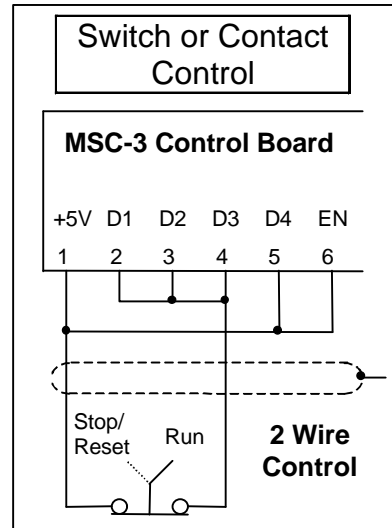 Switch or Contact
Control
MSC-3 Control Board
+5V D1 D2 D3 D4 EN
1 2 3 4 5 6
Stop/
Reset
Run
2 Wire
Control